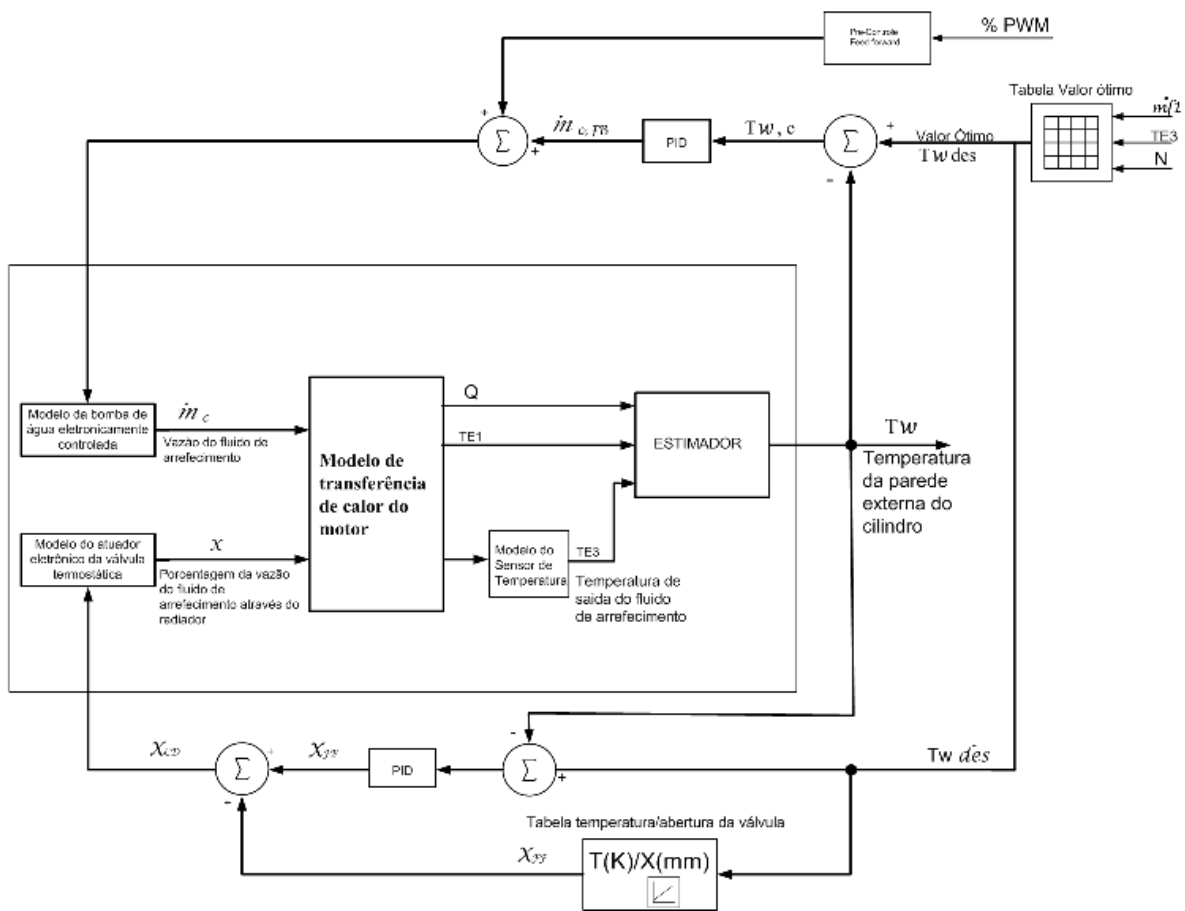 Pre-Controle
Feed forward
% PWM
Tabela Valor ótimo
ṁf1
TE3
N
+
Σ
+
ṁ c, FB
PID
Tw, c
Σ
+
-
Valor Ótimo
Tw des
Modelo da bomba de
água eletronicamente
controlada
ṁ c
Vazão do fluido de
arrefecimento
Modelo de
transferência
de calor do
motor
Q
TE1
ESTIMADOR
Tw
Temperatura
da parede
externa do
cilindro
Modelo do atuador
eletrônico da válvula
termostática
x
Porcentagem da vazão
do fluido de
arrefecimento através do
radiador
Modelo do
Sensor de
Temperatura
TE3
Temperatura de
saída do fluido
de arrefecimento
Σ
+
-
PID
-
Σ
+
Tw des
Tabela temperatura/abertura da válvula
T(K)/X(mm)